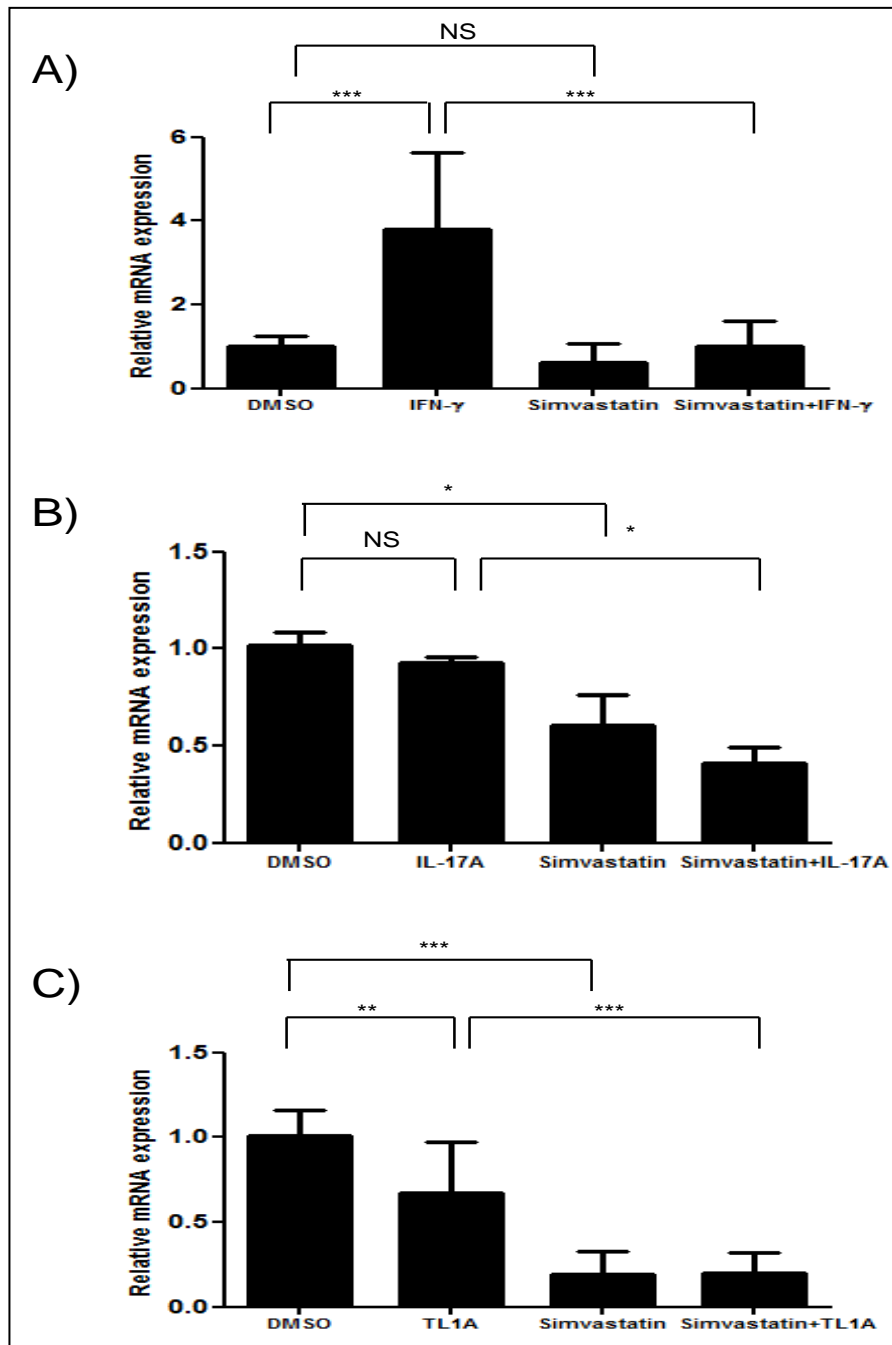 NS
A)
*** ***
6
4
2
0
Relative mRNA expression
DMSO IFN-γ Simvastatin Simvastatin+IFN-γ
*
B)
NS *
1.5
1.0
0.5
0.0
Relative mRNA expression
DMSO IL-17A Simvastatin Simvastatin+IL-17A
***
C)
** ***
1.5
1.0
0.5
0.0
Relative mRNA expression
DMSO TL1A Simvastatin Simvastatin+TL1A